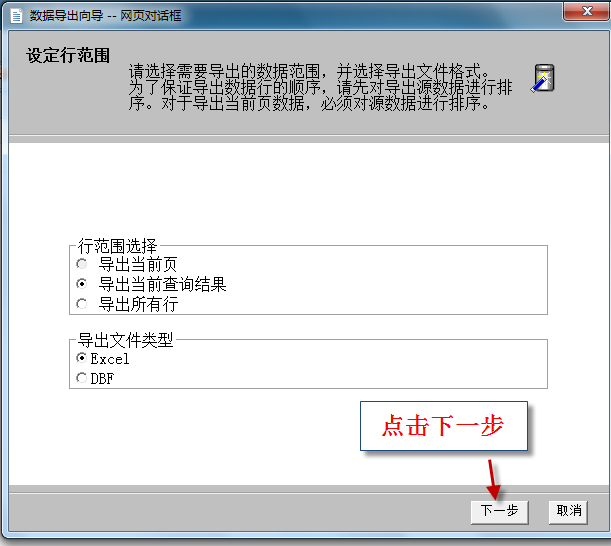 数据导出向导 -- 网页对话框
设定行范围
请选择需要导出的数据范围，并选择导出文件格式。
为了保证导出数据行的顺序，请先对导出源数据进行排
序。对于导出当前页数据，必须对源数据进行排序。
行范围选择
导出当前页
导出当前查询结果
导出所有行
导出文件类型
Excel
DBF
点击下一步
下一步
取消